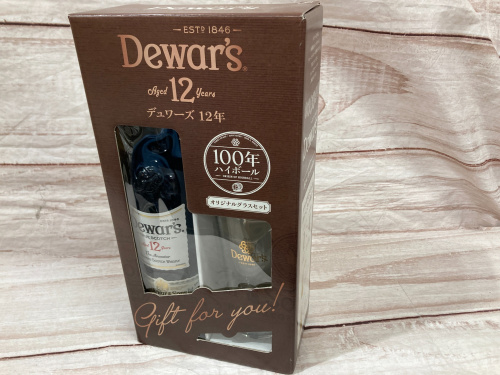 ESTD 1846
Dewar's®
Aged 12 Years
デュワーズ 12年
100年
ハイボール
オリジナルグラスセット
Dewar's
Aged 12 Years
Dewar's
Gift for you!